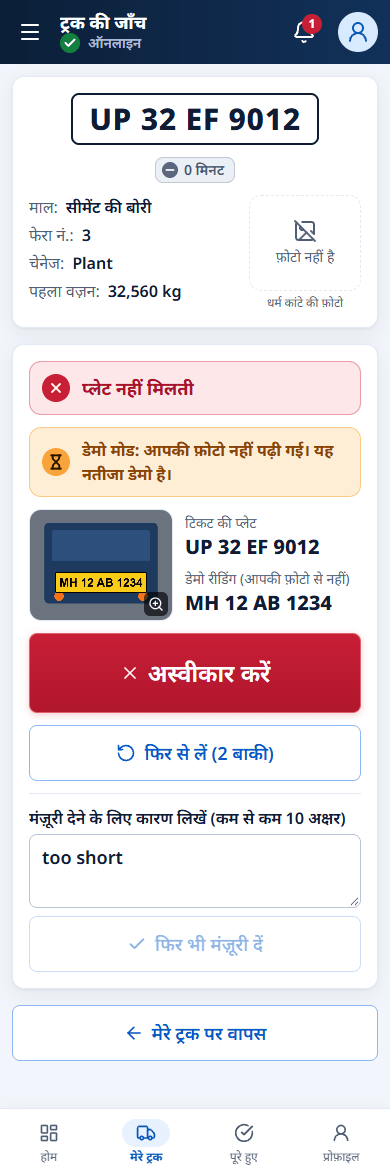 ट्रक की जाँच
ऑनलाइन
1
UP 32 EF 9012
0 मिनट
माल: सीमेंट की बोरी
फेरा नं.: 3
चेनेज: Plant
पहला वज़न: 32,560 kg
फ़ोटो नहीं है
धर्म कांटे की फ़ोटो
प्लेट नहीं मिलती
डेमो मोड: आपकी फ़ोटो नहीं पढ़ी गई। यह
नतीजा डेमो है।
MH 12 AB 1234
टिकट की प्लेट
UP 32 EF 9012
डेमो रीडिंग (आपकी फ़ोटो से नहीं)
MH 12 AB 1234
अस्वीकार करें
फिर से लें (2 बाकी)
मंज़ूरी देने के लिए कारण लिखें (कम से कम 10 अक्षर)
too short
फिर भी मंज़ूरी दें
मेरे ट्रक पर वापस
होम
मेरे ट्रक
पूरे हुए
प्रोफ़ाइल